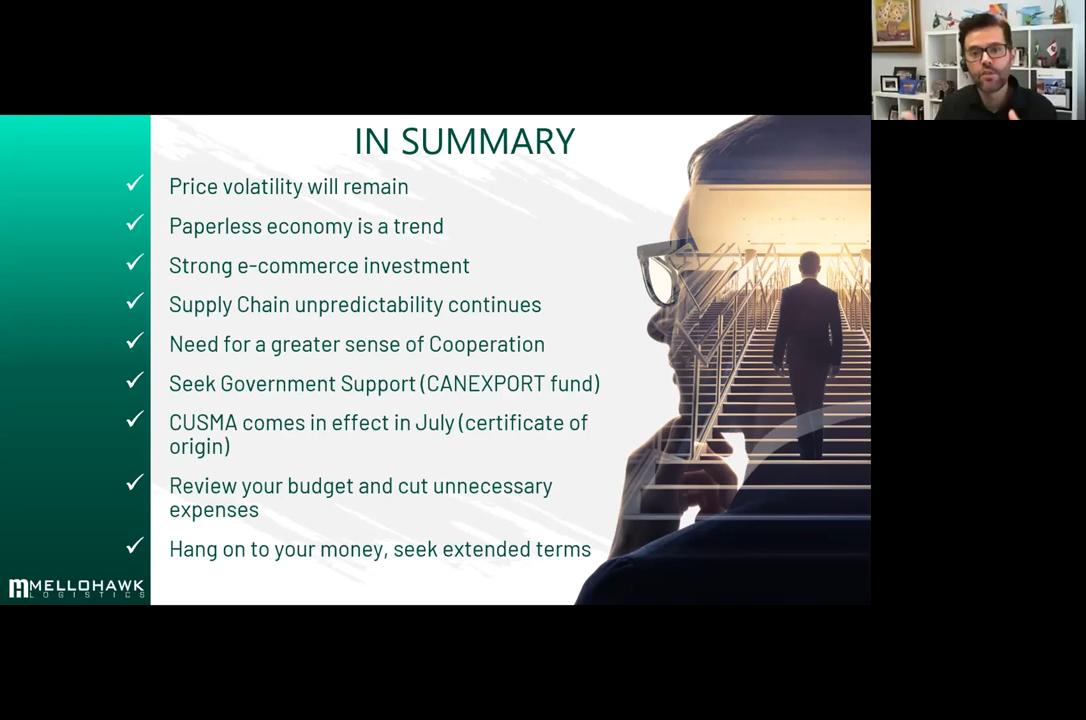 IN SUMMARY
Price volatility will remain
Paperless economy is a trend
Strong e-commerce investment
Supply Chain unpredictability continues
Need for a greater sense of Cooperation
Seek Government Support (CANEXPORT fund)
CUSMA comes in effect in July (certificate of
origin)
Review your budget and cut unnecessary
expenses
Hang on to your money, seek extended terms
MELLOHAWK
LOGISTICS